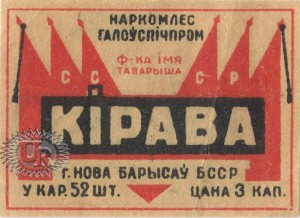 НАРКОМЛЕС
ГАЛОЎСПІЧПРОМ
Ф-КА ІМЯ
ТАВАРЫША
С С С Р
КІРАВА
Г. НОВА БАРЫСАЎ БССР
У КАР. 52 ШТ. ЦАНА 3 КАП.